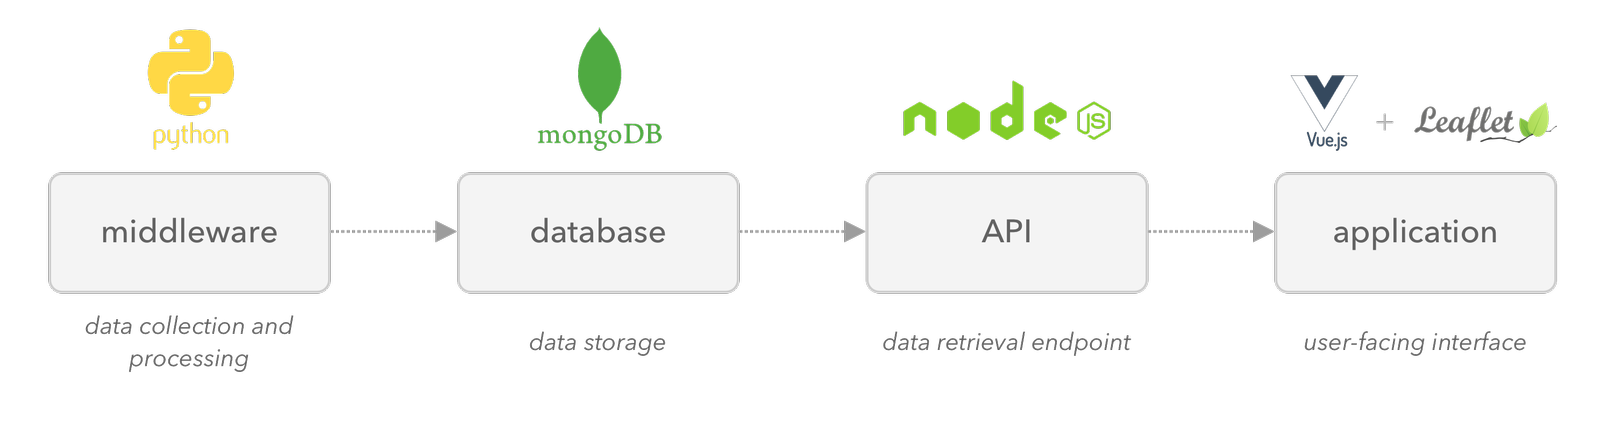 python
mongoDB
node
JS
Vue.js
+
Leaflet
middleware
database
API
application
data collection and
processing
data storage
data retrieval endpoint
user-facing interface